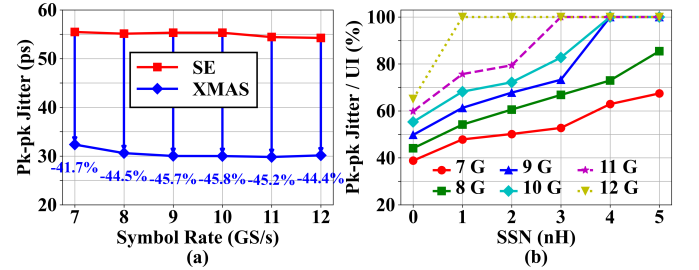 60
50
40
30
20
Pk-pk Jitter (ps)
SE
XMAS
-41.7%
-44.5%
-45.7%
-45.8%
-45.2%
-44.4%
7 8 9 10 11 12
Symbol Rate (GS/s)
(a)
100
80
60
40
20
Pk-pk Jitter / UI (%)
7 G 9 G 11 G
8 G 10 G 12 G
0 1 2 3 4 5
SSN (nH)
(b)